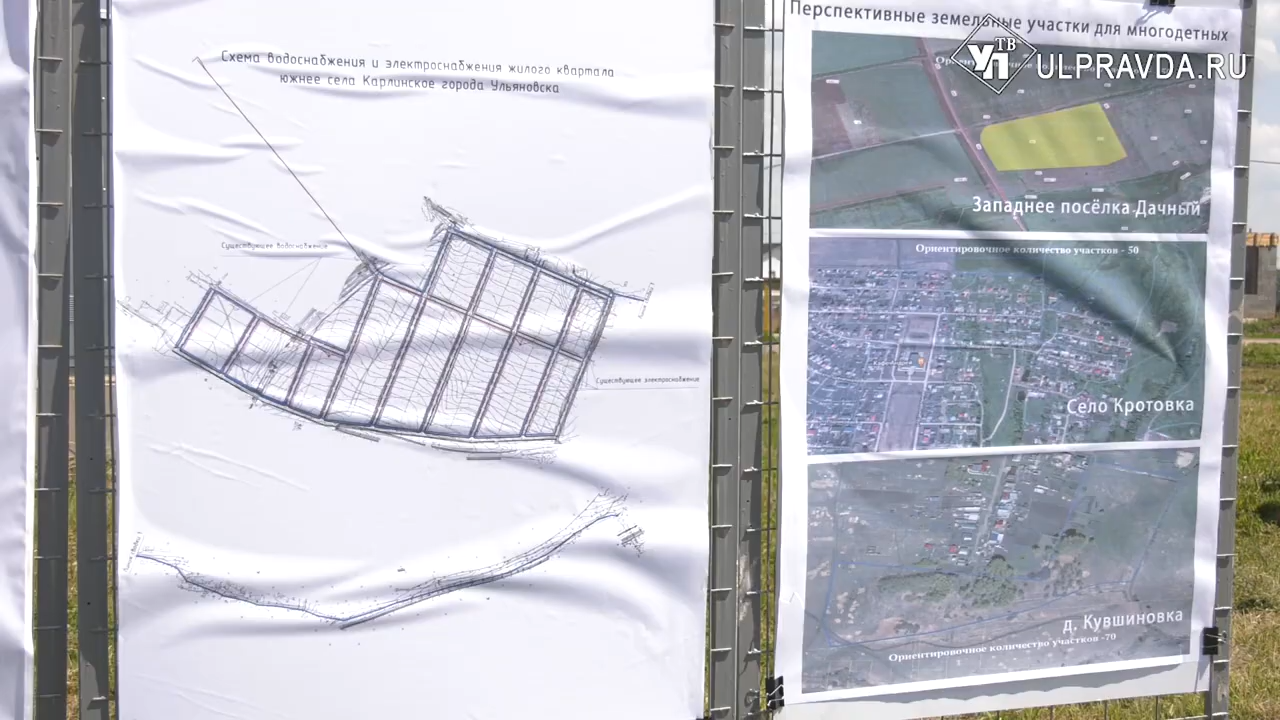 Схема водоснабжения и электроснабжения жилого квартала
южнее села Карлинское города Ульяновска
Существующее водоснабжение
Существующее электроснабжение
Перспективные земельные участки для многодетных
УП ТВ
ULPRAVDA.RU
Западнее посёлка Дачный
Ориентировочное количество участков - 50
Село Кротовка
д. Кувшиновка
Ориентировочное количество участков -70